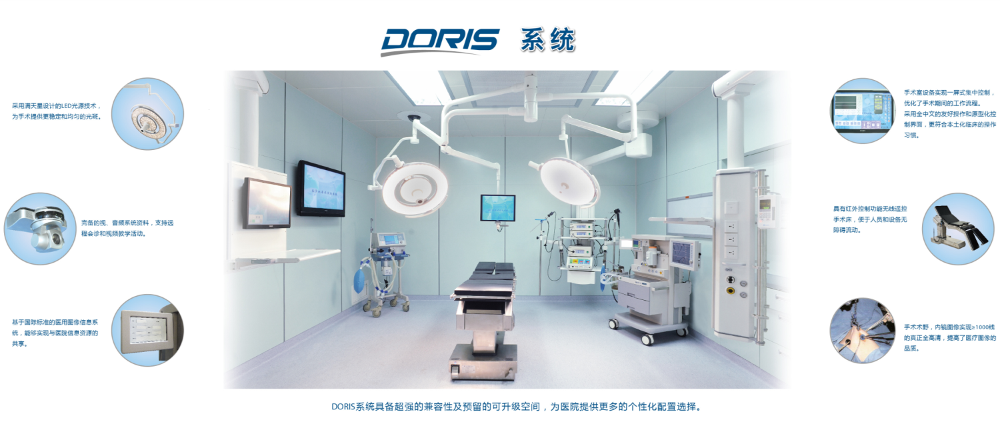 DORIS 系统
采用满天星设计的LED光源技术，
为手术提供更稳定和均匀的光斑。
完备的视、音频系统资料，支持远
程会诊和视频教学活动。
基于国际标准的医用图像信息系
统，能够实现与医院信息资源的
共享。
手术室设备实现一屏式集中控制，
优化了手术期间的工作流程。
采用全中文的友好操作和原型化控
制界面，更符合本土化临床的操作
习惯。
具有红外控制功能无线遥控
手术床，便于人员和设备无
障碍流动。
手术术野，内镜图像实现≥1000线
的真正全高清，提高了医疗图像的
品质。
DORIS系统具备超强的兼容性及预留的可升级空间，为医院提供更多的个性化配置选择。